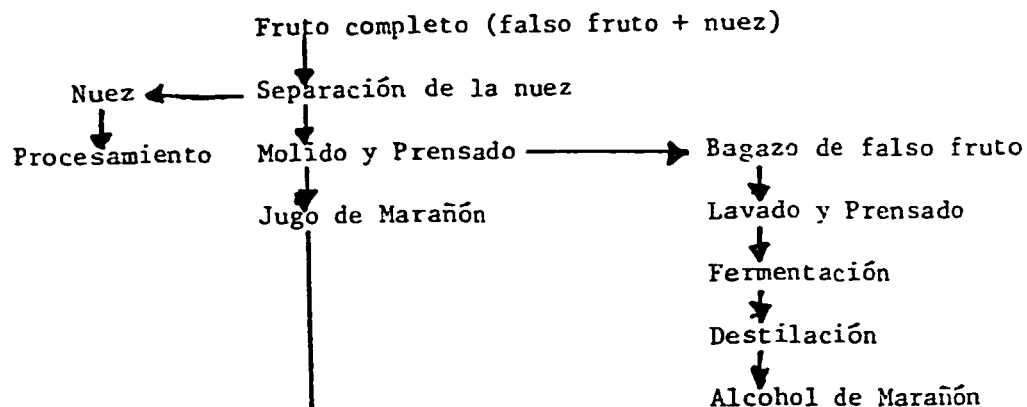 Fruto completo (falso fruto + nuez)
Nuez Separación de la nuez
Procesamiento Molido y Prensado Bagazo de falso fruto
Jugo de Marañón Lavado y Prensado
Fermentación
Destilación
Alcohol de Marañón